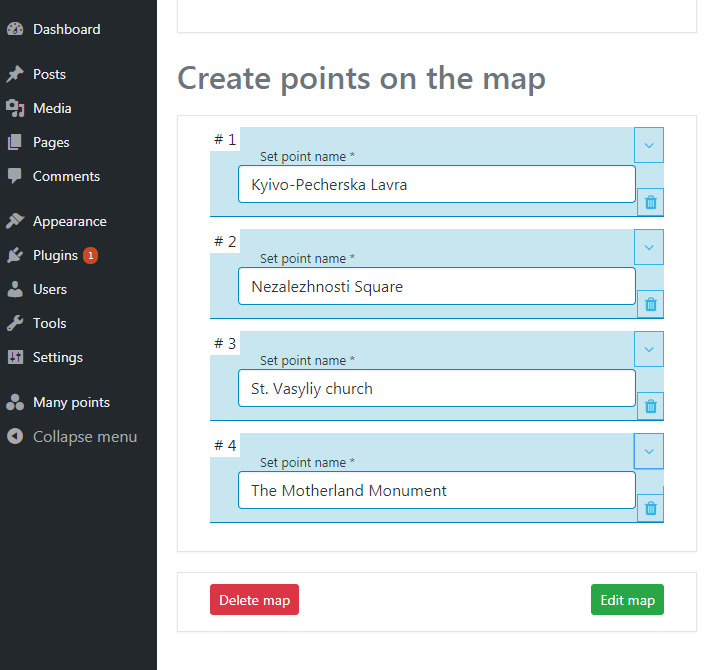 Dashboard
Posts
Media
Pages
Comments
Appearance
Plugins 1
Users
Tools
Settings
Many points
Collapse menu
Create points on the map
# 1
Set point name *
Kyivo-Pecherska Lavra
# 2
Set point name *
Nezalezhnosti Square
# 3
Set point name *
St. Vasyliy church
# 4
Set point name *
The Motherland Monument
Delete map
Edit map